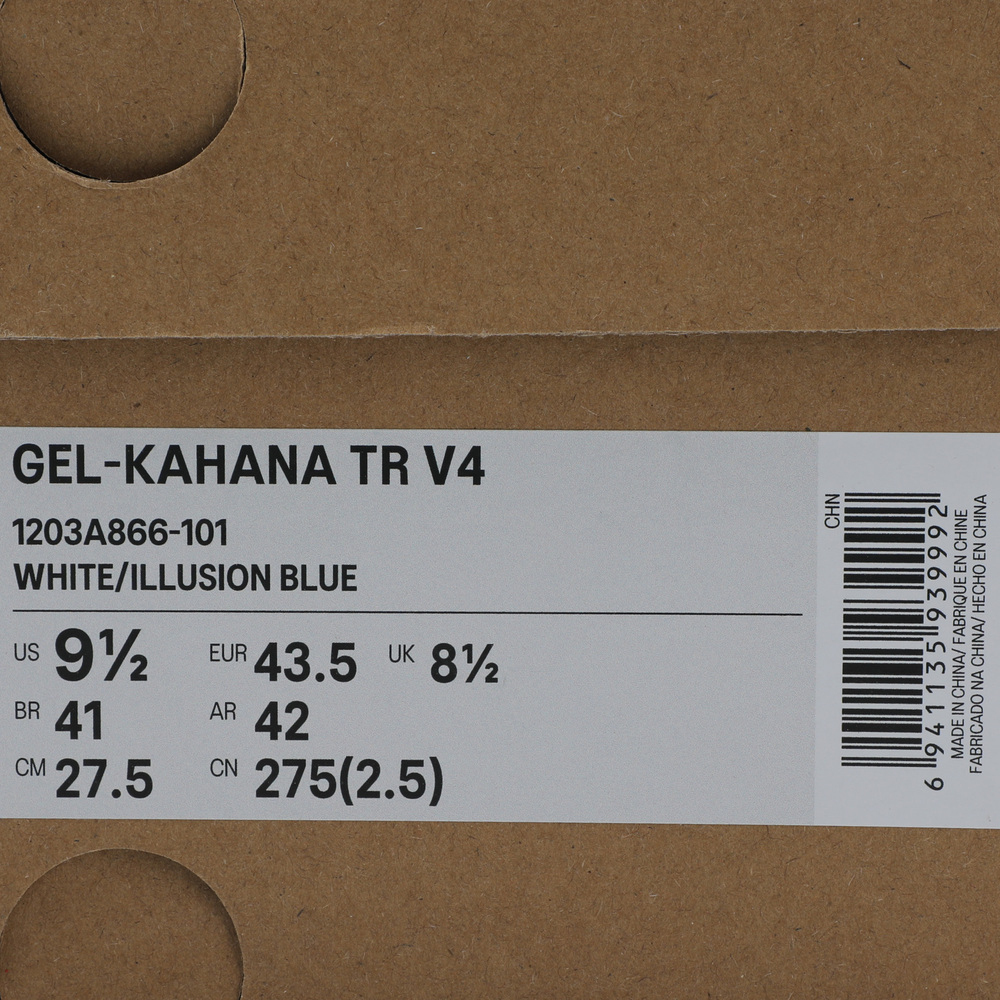 GEL-KAHANA TR V4
1203A866-101
WHITE/ILLUSION BLUE
US 9½ EUR 43.5 UK 8½
BR 41 AR 42
CM 27.5 CN 275(2.5)
CHN
6 941135 939992
MADE IN CHINA/ FABRIQUE EN CHINE
FABRICADO NA CHINA/ HECHO EN CHINA